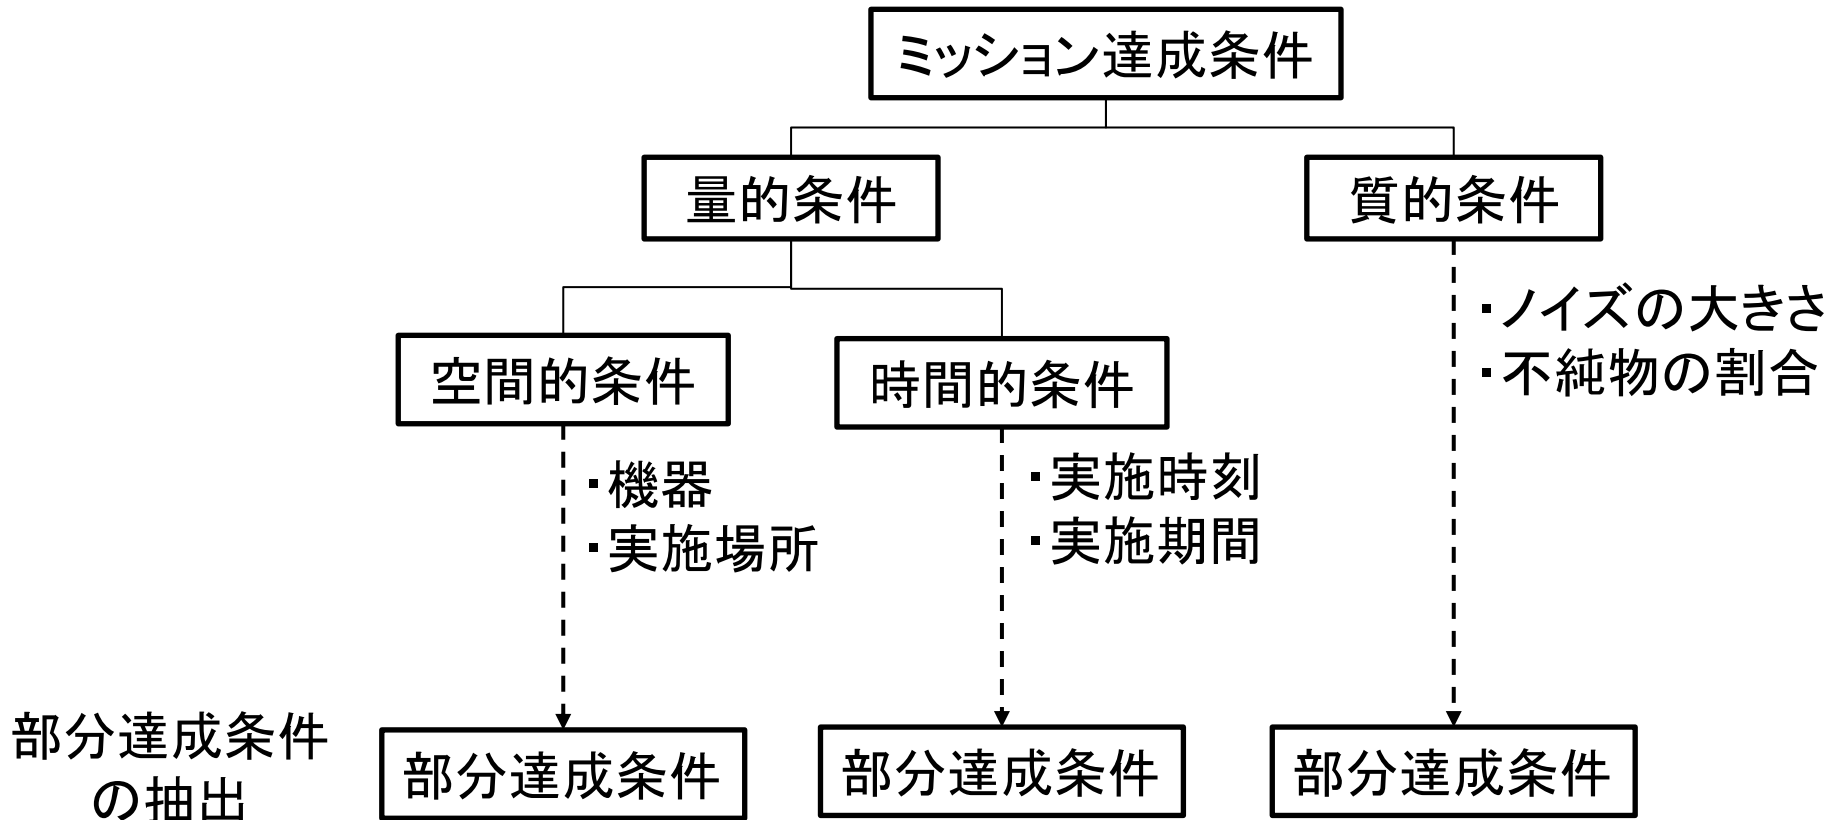 ミッション達成条件
量的条件
質的条件
・ノイズの大きさ
・不純物の割合
空間的条件
時間的条件
・機器
・実施場所
・実施時刻
・実施期間
部分達成条件
の抽出
部分達成条件
部分達成条件
部分達成条件